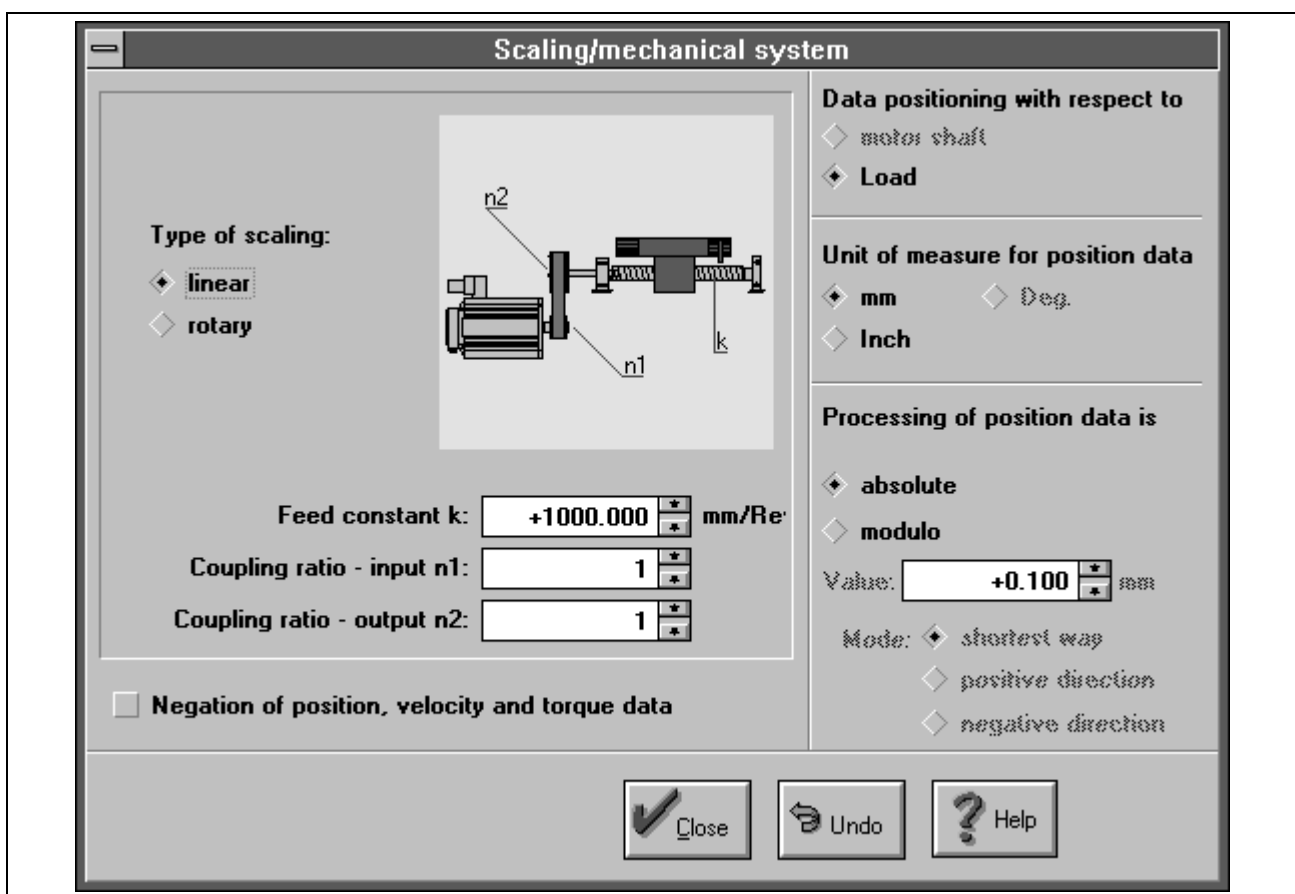 Scaling/mechanical system
Type of scaling:
linear
rotary
n2
n1
k
Feed constant k: +1000.000 mm/Re
Coupling ratio - input n1: 1
Coupling ratio - output n2: 1
Negation of position, velocity and torque data
Data positioning with respect to
motor shaft
Load
Unit of measure for position data
mm Deg.
Inch
Processing of position data is
absolute
modulo
Value: +0.100 mm
Mode: shortest way
positive direction
negative direction
Close Undo Help